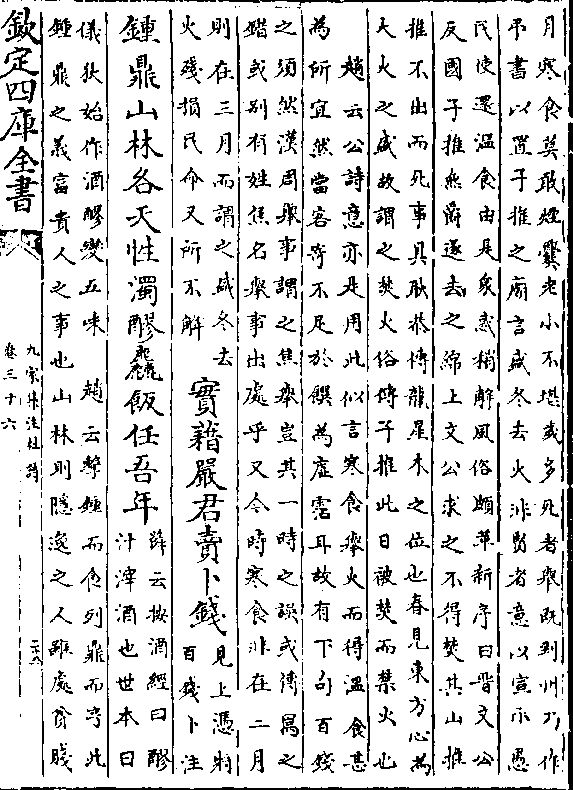 月寒食莫敢煙爨老小不堪歲多死者舉既到州乃作
弔書以置子推之廟言盛冬去火非賢者意以宣示愚
民使還温食由是衆惑稍解風俗頗革新序曰晉文公
反國子推無爵遂去之綿上文公求之不得焚其山推
推不出而死事具耿恭傳龍星木之位也春見東方心為
大火之盛故謂之焚火俗傳子推此日被焚而禁火也
趙云公詩意亦是用此似言寒食舉火而得温食甚
為所宜然當客寄不足於饌為虚霑耳故有下句百錢
之須然漢周舉事謂之焦舉豈其一時之誤或傳寫之
錯或别有姓焦名舉事出處乎又今時寒食非在二月
則在三月而謂之盛冬去
火殘損民命又所不解
實藉嚴君賣卜錢
見上憑將
百錢卜注
鍾鼎山林各天性濁醪麤飯任吾年
薛云按酒經曰醪
汁滓酒也世本曰
儀狄始作酒醪變五味 趙云擊鍾而食列鼎而烹此
鍾鼎之義富貴人之事也山林則隠逸之人雖處貧賤
欽定四庫全書
九家集注杜詩
卷三十六